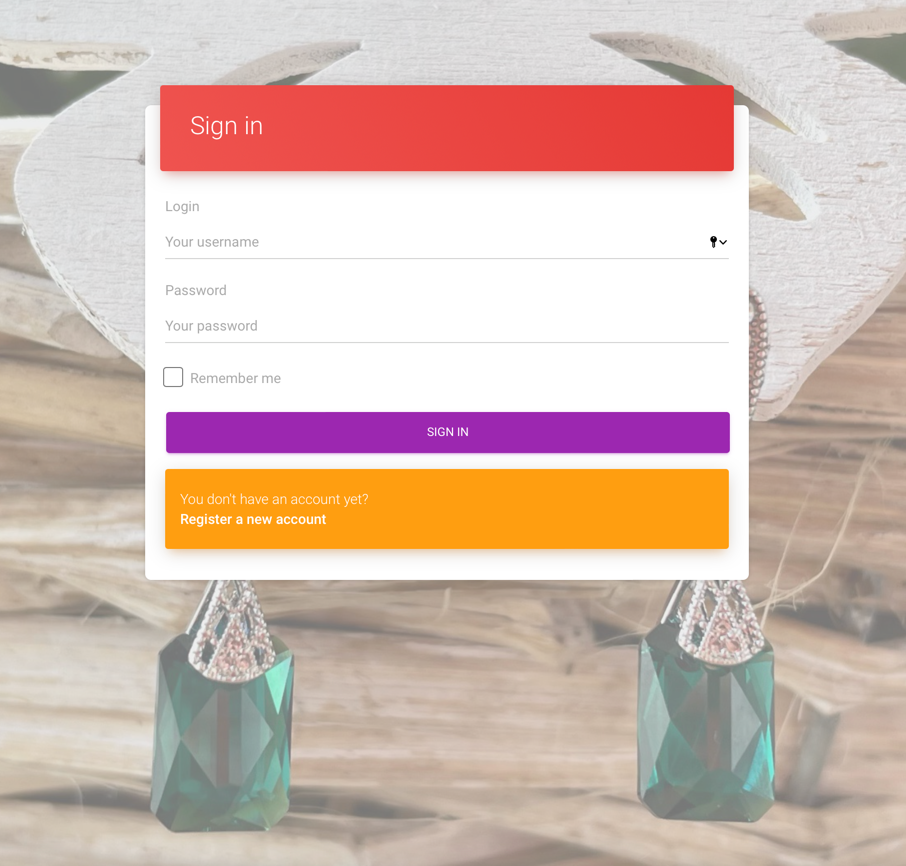 Sign in
Login
Your username
Password
Your password
Remember me
SIGN IN
You don't have an account yet?
Register a new account